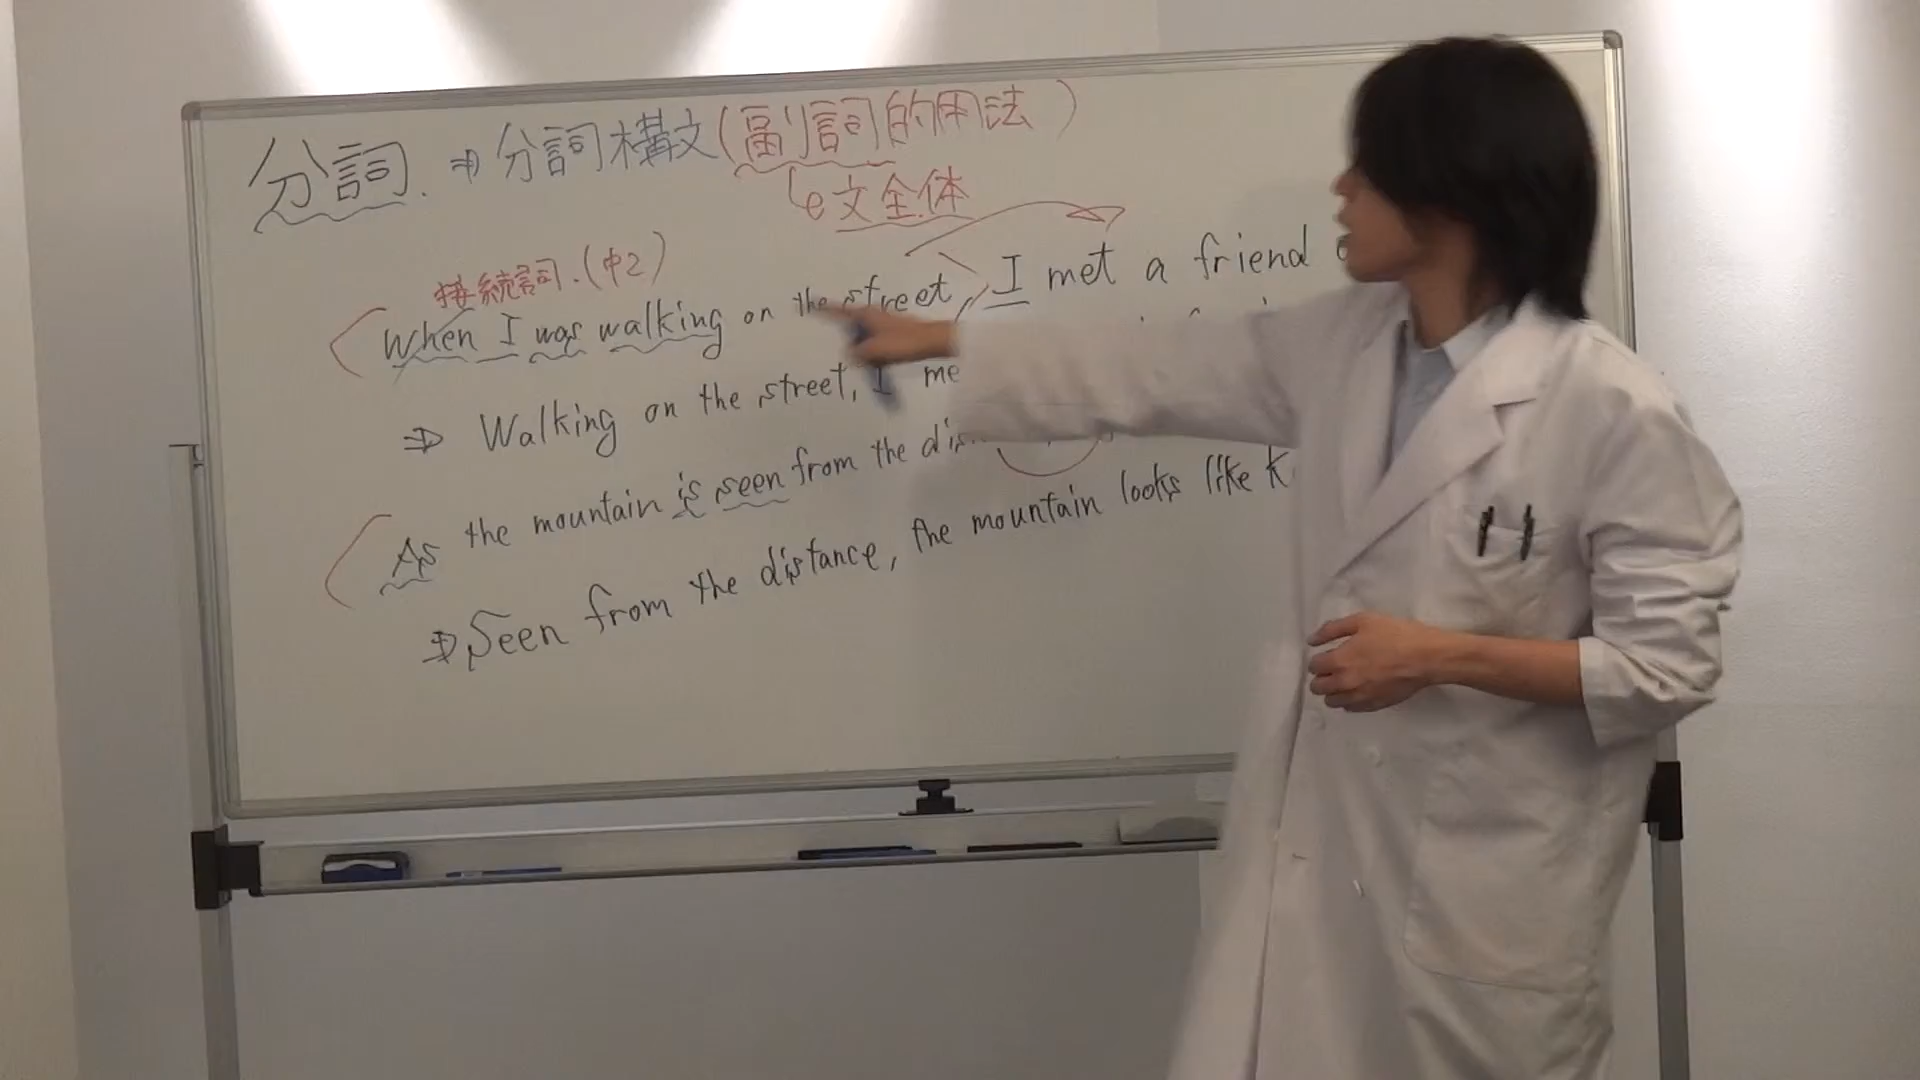 分詞. ⇒ 分詞構文(副詞的用法)
文全体
接続詞.(中2)
When I was walking on the street, I met a friend
⇒ Walking on the street, I
As the mountain is seen from the
⇒ Seen from the distance, the mountain looks like